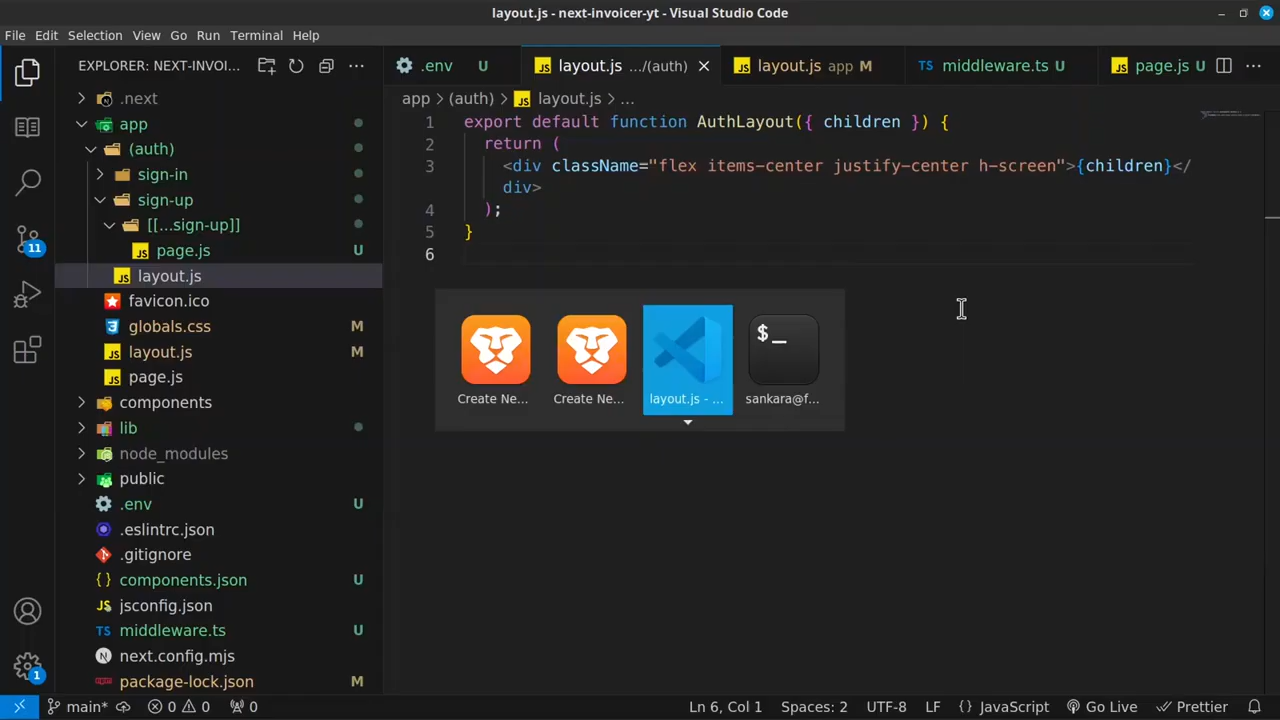 layout.js - next-invoicer-yt - Visual Studio Code
File Edit Selection View Go Run Terminal Help
EXPLORER: NEXT-INVOI...
.env U
layout.js .../(auth)
layout.js app M
middleware.ts U
page.js U
app > (auth) > layout.js > ...
.next
app
(auth)
sign-in
sign-up
[[...sign-up]]
page.js U
layout.js
favicon.ico
globals.css M
layout.js M
page.js
components
lib
node_modules
public
.env U
.eslintrc.json
.gitignore
components.json U
jsconfig.json
middleware.ts U
next.config.mjs
package-lock.json M
11
1
1 export default function AuthLayout({ children }) {
2 return (
3 <div className="flex items-center justify-center h-screen">{children}</
div>
4 );
5 }
6
$_
Create Ne...
Create Ne...
layout.js - ...
sankara@f...
main* 0 0 0 Ln 6, Col 1 Spaces: 2 UTF-8 LF {} JavaScript Go Live Prettier